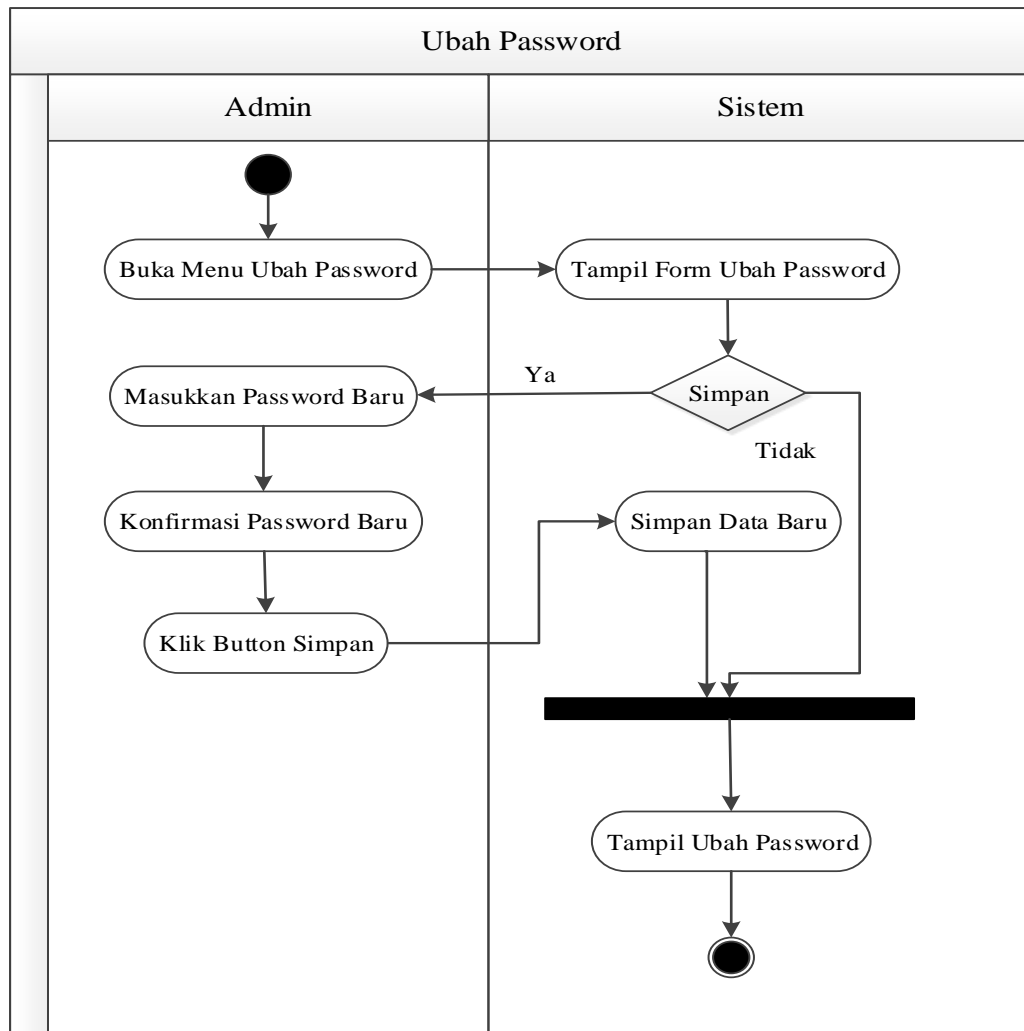 Ubah Password
Admin
Sistem
Buka Menu Ubah Password
Tampil Form Ubah Password
Simpan
Ya
Tidak
Masukkan Password Baru
Konfirmasi Password Baru
Klik Button Simpan
Simpan Data Baru
Tampil Ubah Password